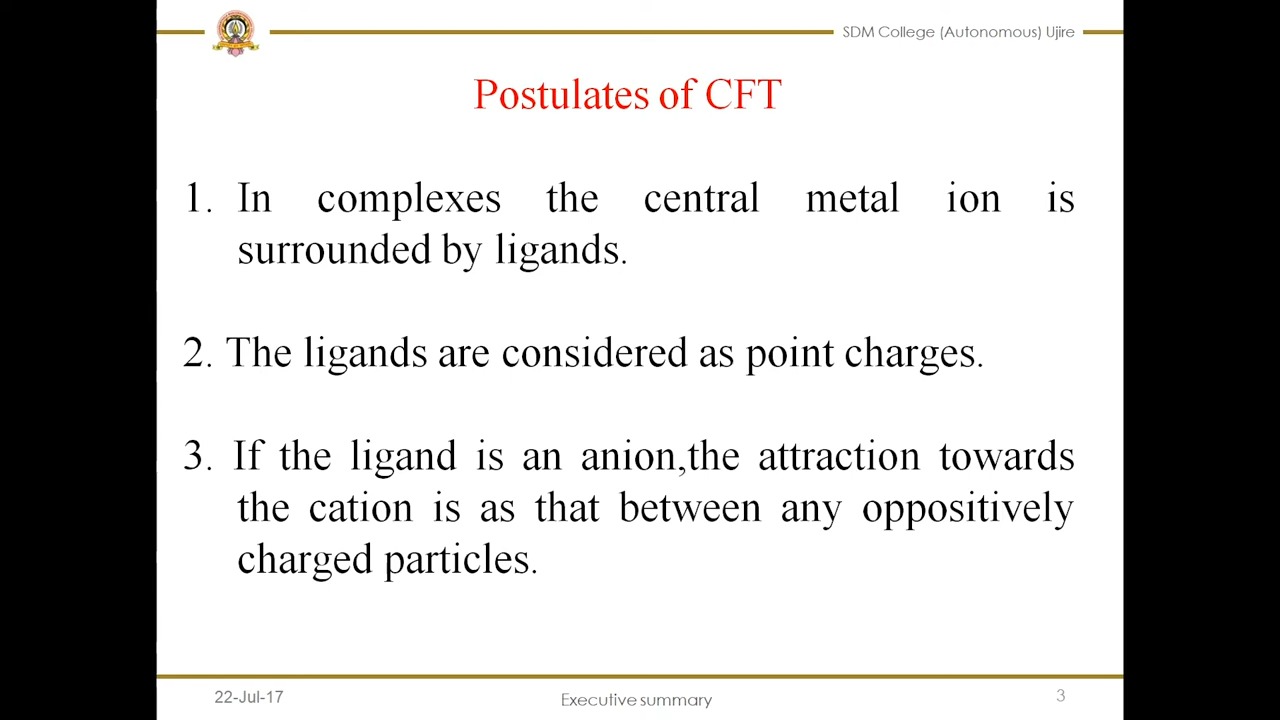 SDM College (Autonomous) Ujire
Postulates of CFT
1. In complexes the central metal ion is
surrounded by ligands.
2. The ligands are considered as point charges.
3. If the ligand is an anion,the attraction towards
the cation is as that between any oppositively
charged particles.
22-Jul-17
Executive summary
3